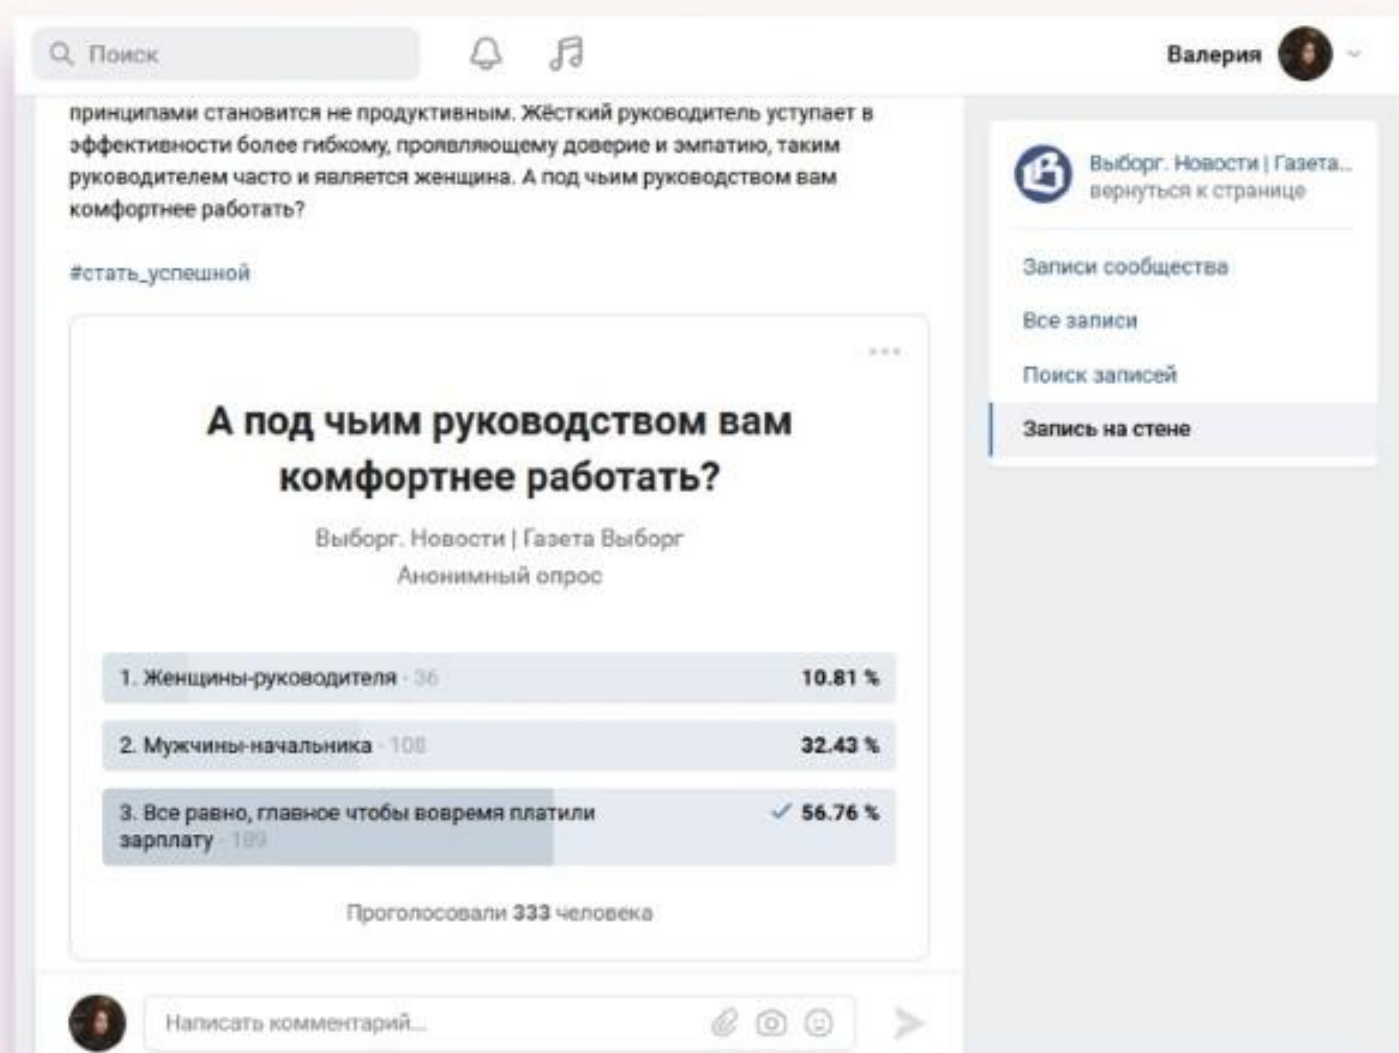 Поиск
Валерия
принципами становится не продуктивным. Жёсткий руководитель уступает в
эффективности более гибкому, проявляющему доверие и эмпатию, таким
руководителем часто и является женщина. А под чьим руководством вам
комфортнее работать?
#стать_успешной
А под чьим руководством вам
комфортнее работать?
Выборг. Новости | Газета Выборг
Анонимный опрос
1. Женщины-руководителя · 36
10.81 %
2. Мужчины-начальника · 108
32.43 %
3. Все равно, главное чтобы вовремя платили
зарплату · 189
56.76 %
Проголосовали 333 человека
Написать комментарий...
Выборг. Новости | Газета...
вернуться к странице
Записи сообщества
Все записи
Поиск записей
Запись на стене